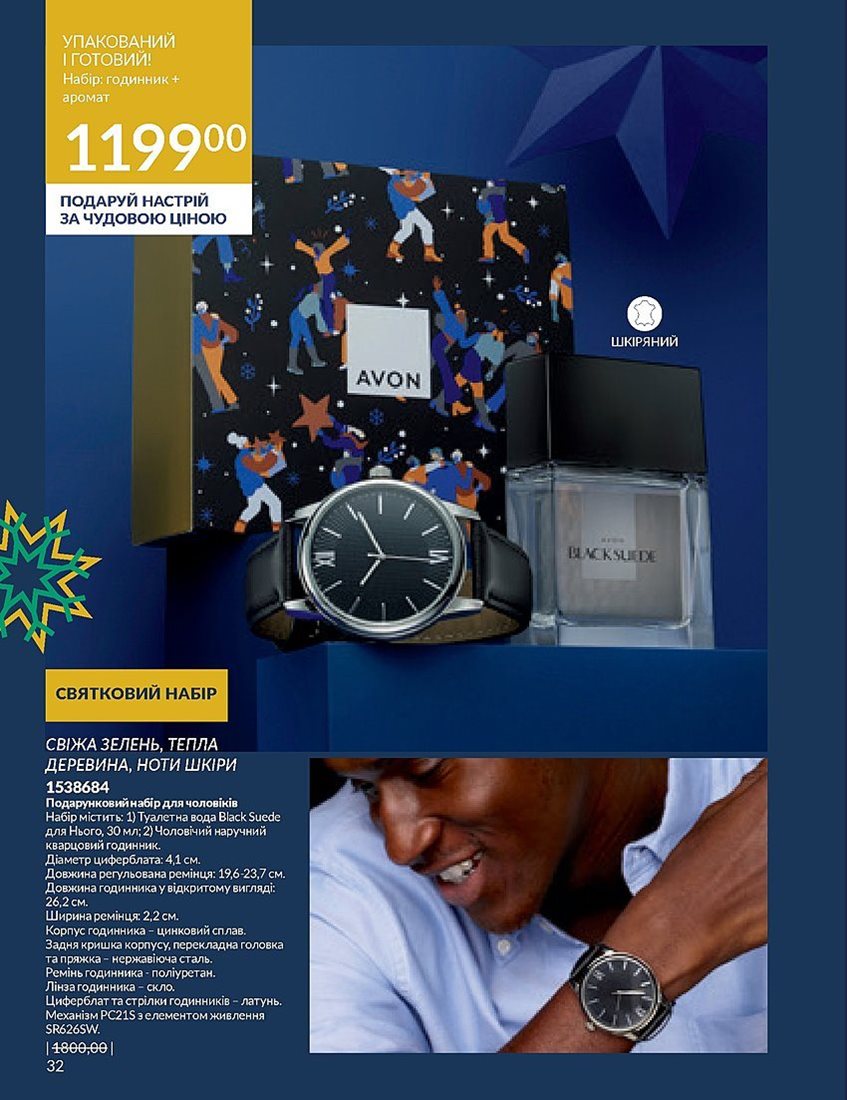 УПАКОВАНИЙ
І ГОТОВИЙ!
Набір: годинник +
аромат
1199⁰⁰
ПОДАРУЙ НАСТРІЙ
ЗА ЧУДОВОЮ ЦІНОЮ
AVON
ШКІРЯНИЙ
AVON
BLACK SUEDE
СВЯТКОВИЙ НАБІР
СВІЖА ЗЕЛЕНЬ, ТЕПЛА
ДЕРЕВИНА, НОТИ ШКІРИ
1538684
Подарунковий набір для чоловіків
Набір містить: 1) Туалетна вода Black Suede
для Нього, 30 мл; 2) Чоловічий наручний
кварцовий годинник.
Діаметр циферблата: 4,1 см.
Довжина регульована ремінця: 19,6-23,7 см.
Довжина годинника у відкритому вигляді:
26,2 см.
Ширина ремінця: 2,2 см.
Корпус годинника – цинковий сплав.
Задня кришка корпусу, перекладна головка
та пряжка – нержавіюча сталь.
Ремінь годинника - поліуретан.
Лінза годинника – скло.
Циферблат та стрілки годинників – латунь.
Механізм PC21S з елементом живлення
SR626SW.
| 1800,00 |
32